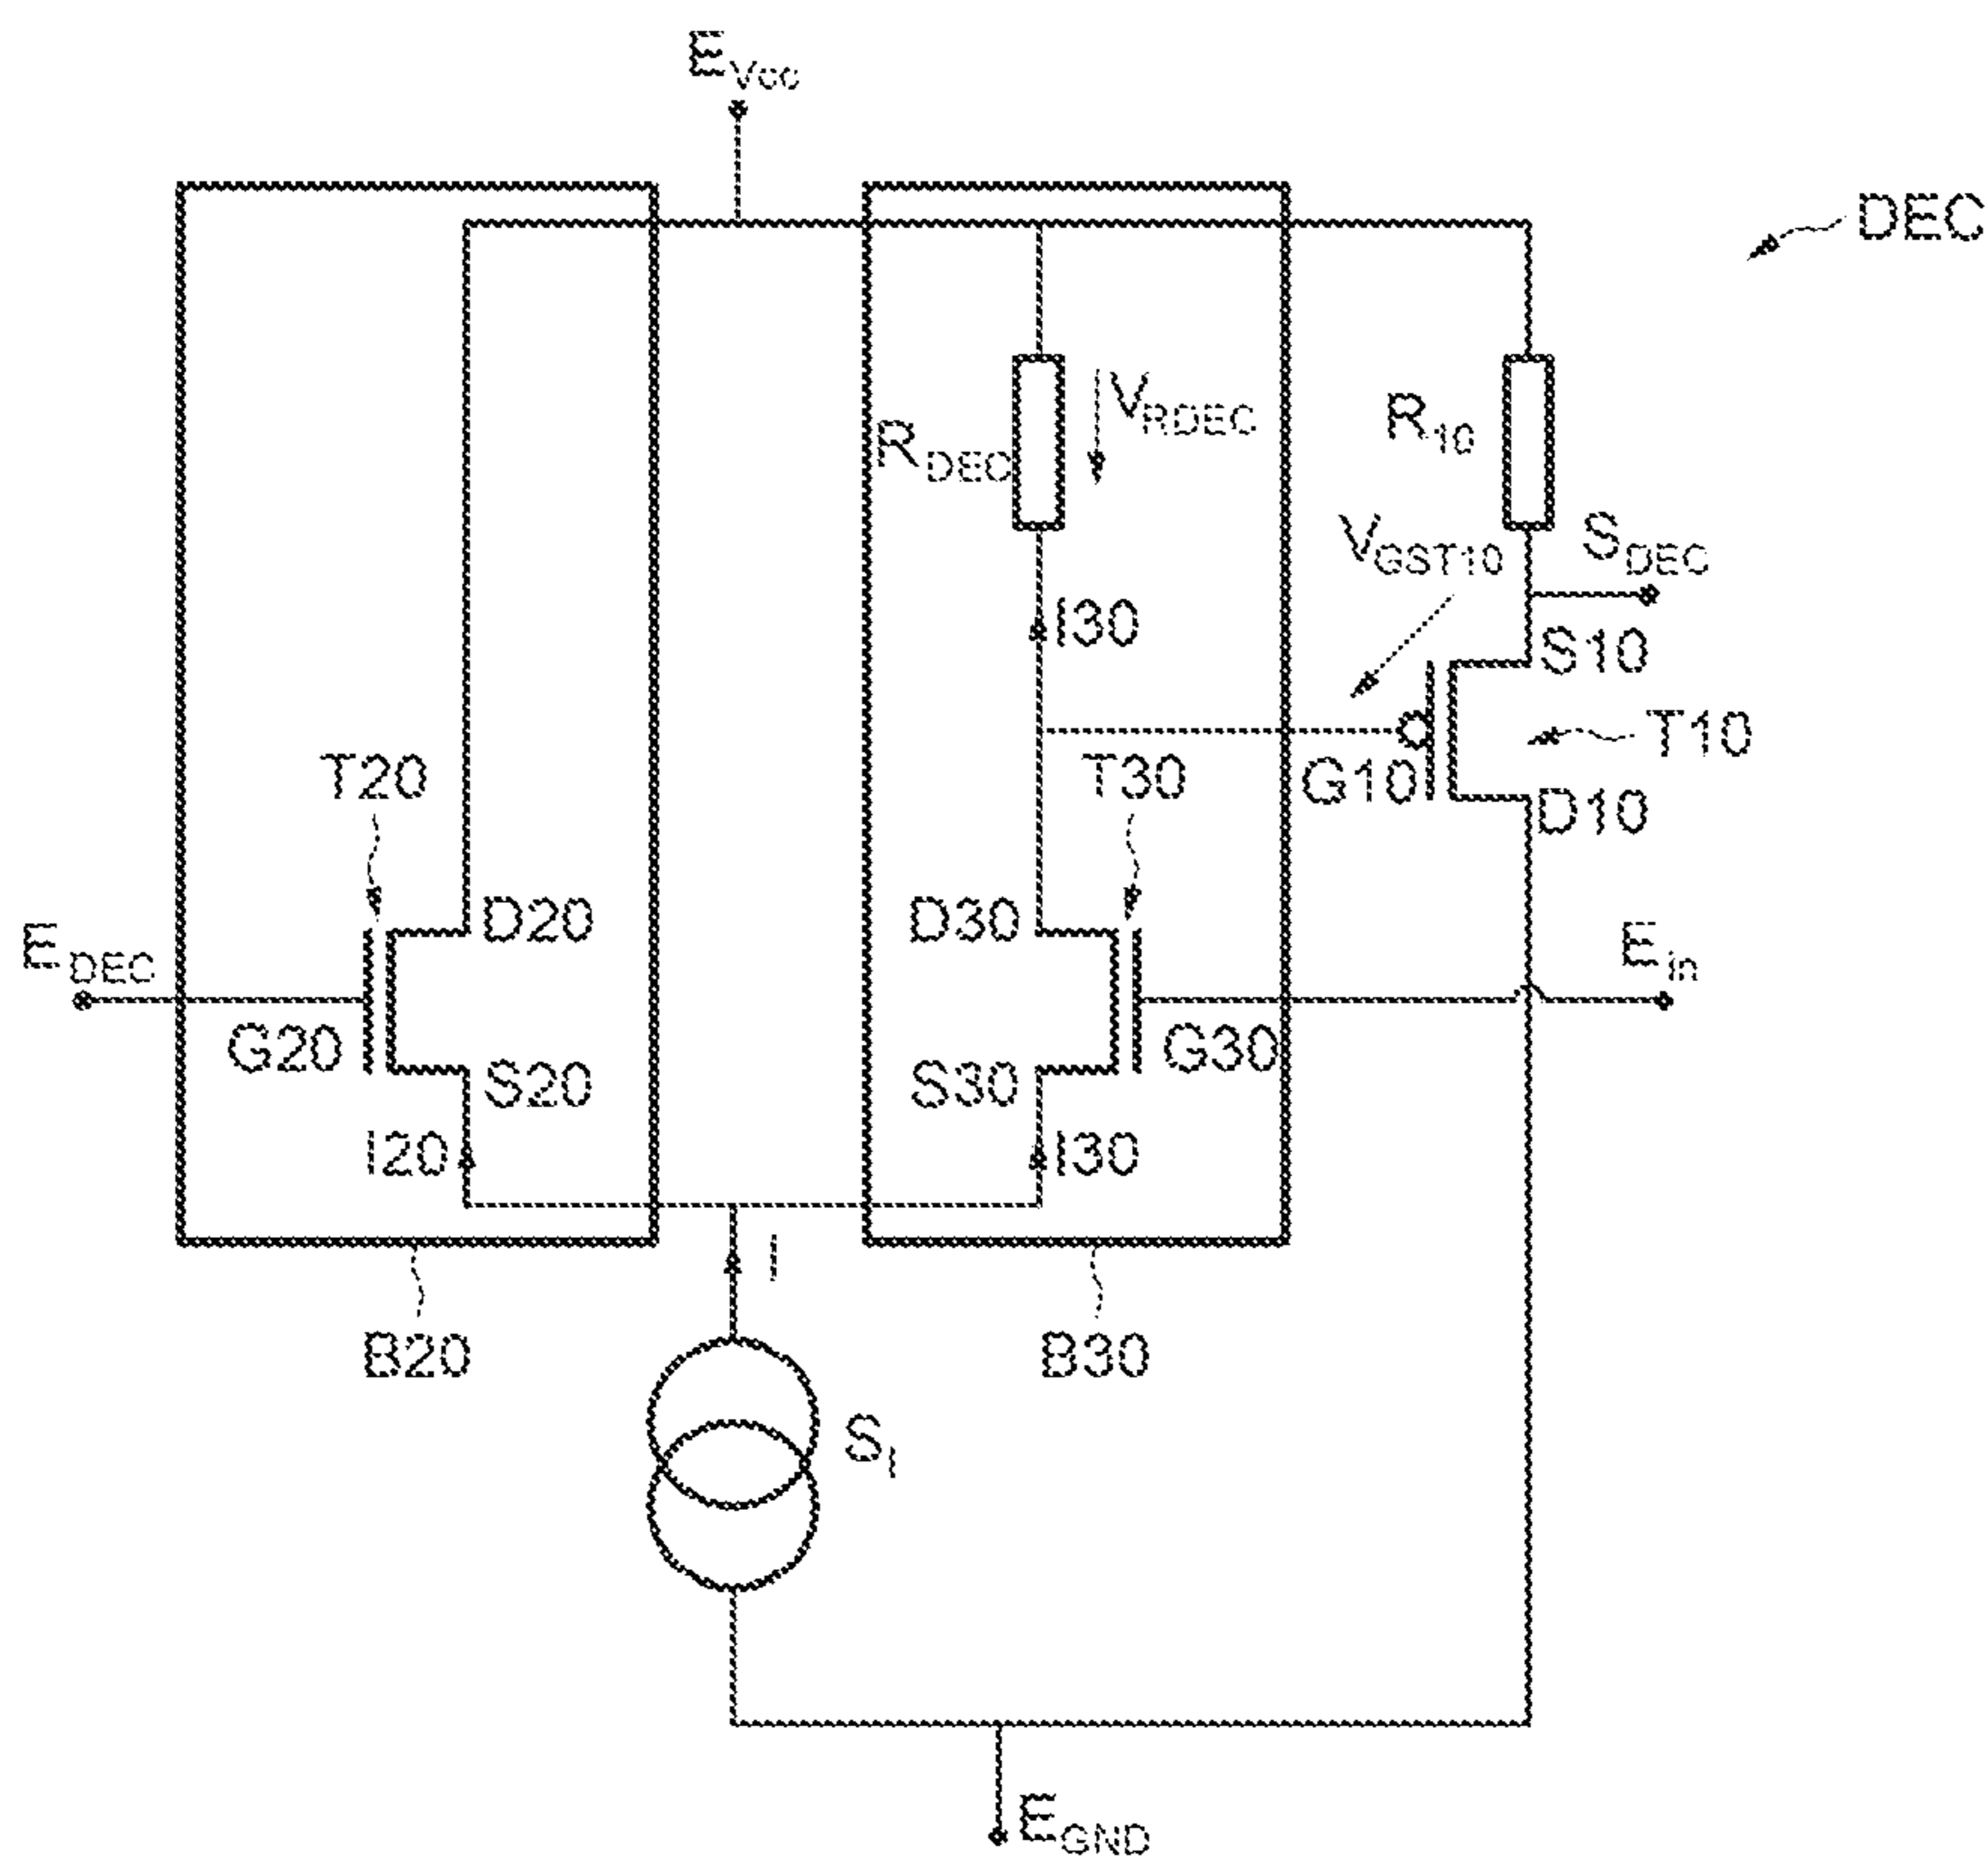 E_Vcc
DEC
R_DEC
V_RDEC
R_10
V_GST10
S_DEC
I30
S10
T10
T20
T30
G10
D10
D20
D30
E_DEC
E_in
G20
S20
S30
G30
I20
I30
I
B20
B30
S_I
E_GND